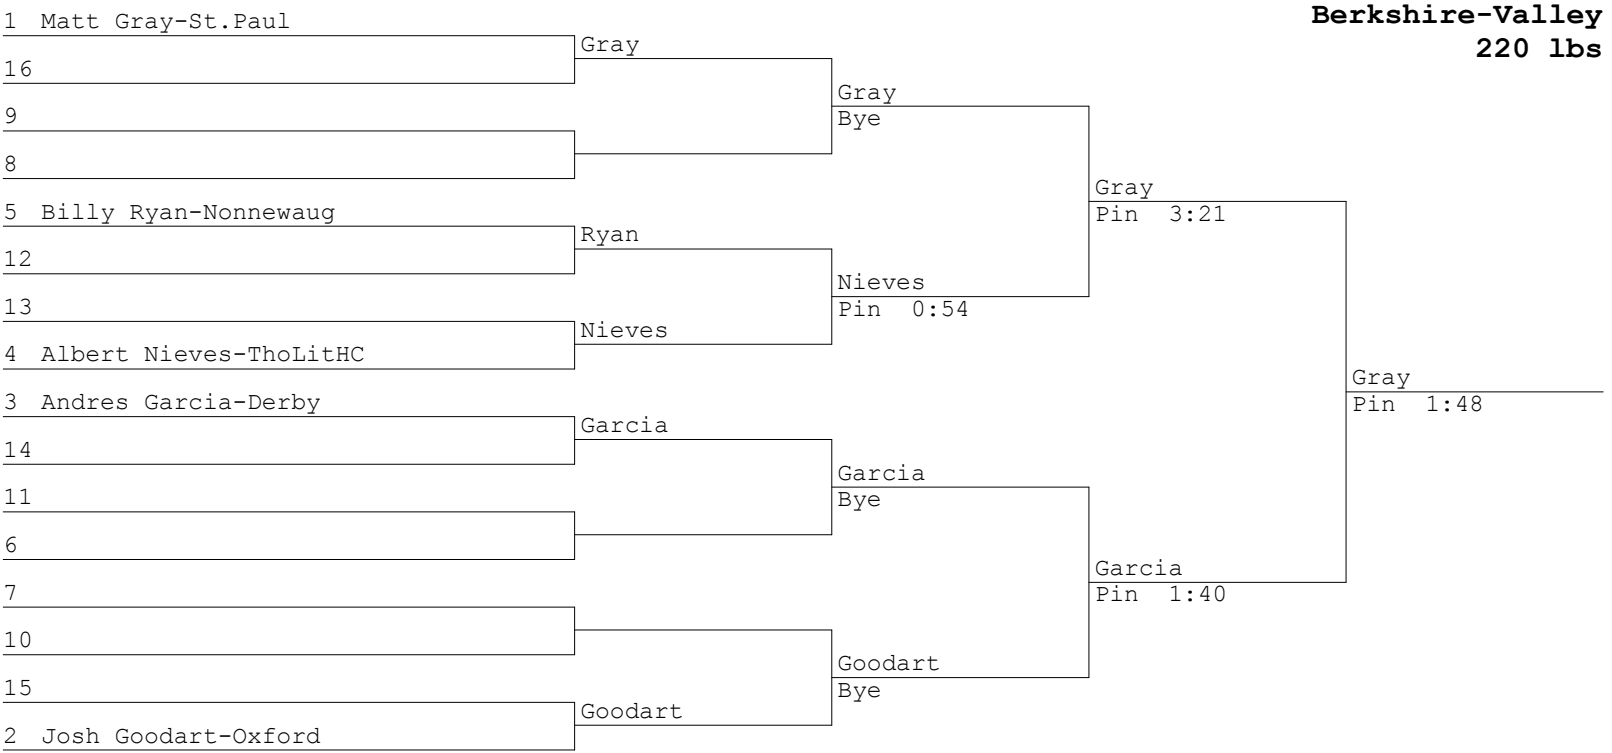 Berkshire-Valley
220 lbs
1 Matt Gray-St.Paul
Gray
16
Gray
9
Bye
8
Gray
5 Billy Ryan-Nonnewaug
Pin 3:21
Ryan
12
Nieves
13
Pin 0:54
Nieves
4 Albert Nieves-ThoLitHC
Gray
3 Andres Garcia-Derby
Pin 1:48
Garcia
14
Garcia
11
Bye
6
Garcia
7
Pin 1:40
10
Goodart
15
Bye
Goodart
2 Josh Goodart-Oxford